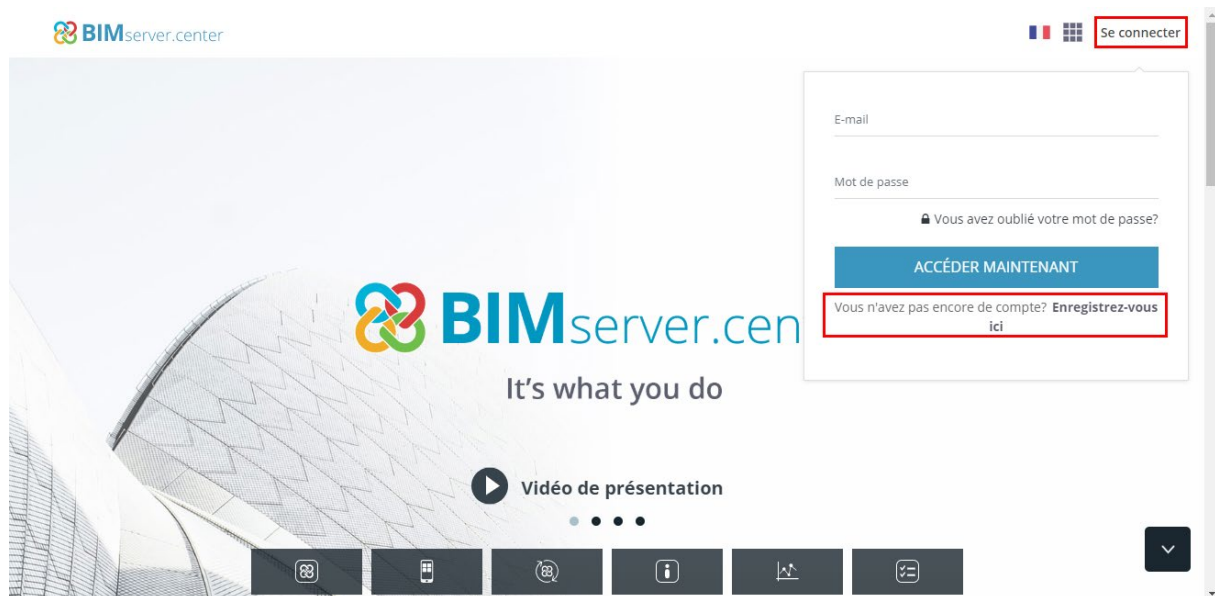 BIMserver.center
Se connecter
E-mail
Mot de passe
Vous avez oublié votre mot de passe?
ACCÉDER MAINTENANT
Vous n'avez pas encore de compte? Enregistrez-vous
ici
BIMserver.cen
It's what you do
Vidéo de présentation